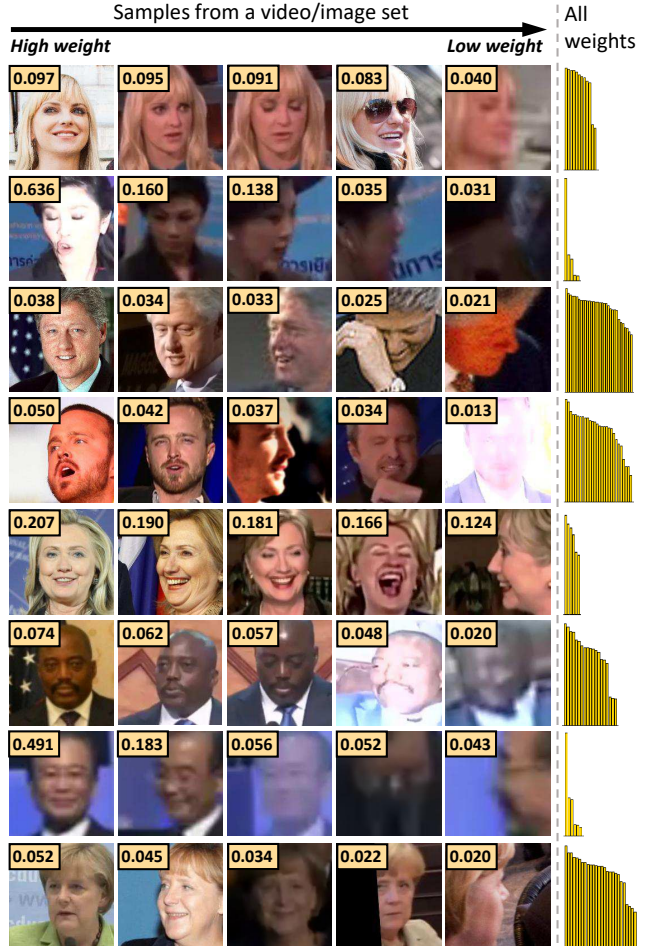 Samples from a video/image set
All
weights
High weight
Low weight
0.097 0.095 0.091 0.083 0.040
0.636 0.160 0.138 0.035 0.031
0.038 0.034 0.033 0.025 0.021
0.050 0.042 0.037 0.034 0.013
0.207 0.190 0.181 0.166 0.124
0.074 0.062 0.057 0.048 0.020
0.491 0.183 0.056 0.052 0.043
0.052 0.045 0.034 0.022 0.020